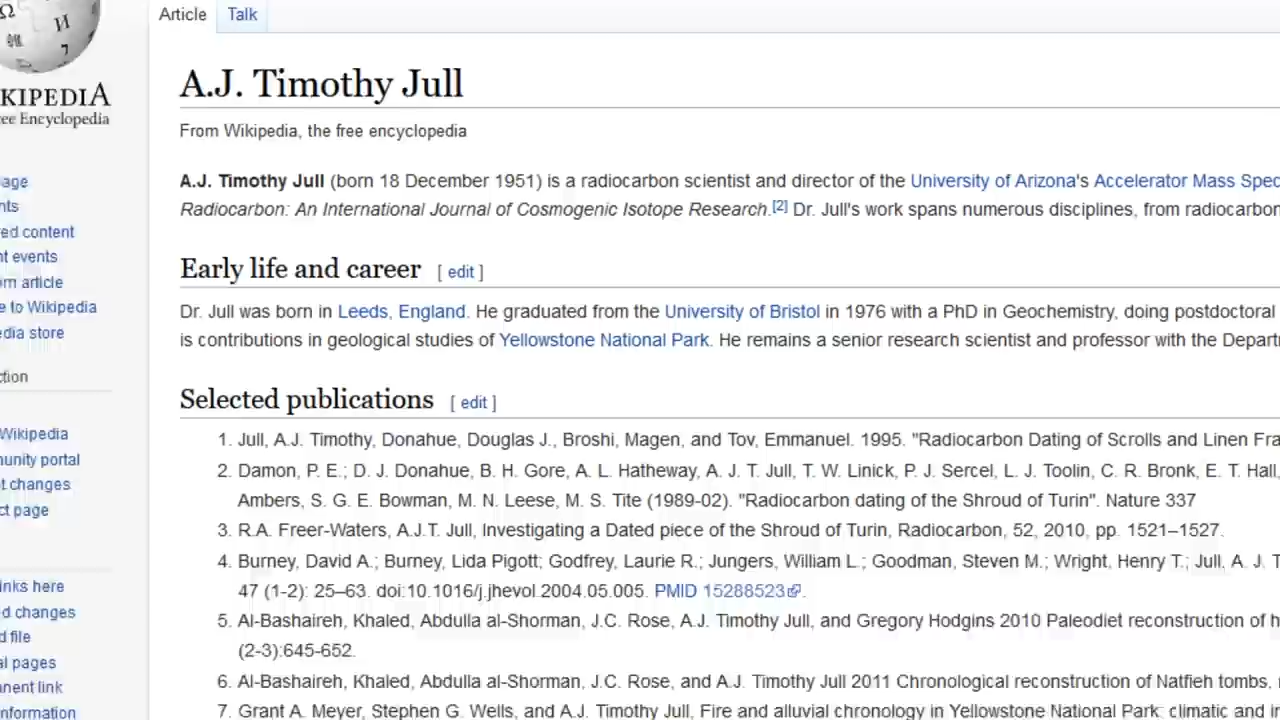 Article Talk
KIPEDIA
ree Encyclopedia
A.J. Timothy Jull
From Wikipedia, the free encyclopedia
A.J. Timothy Jull (born 18 December 1951) is a radiocarbon scientist and director of the University of Arizona's Accelerator Mass Spec
Radiocarbon: An International Journal of Cosmogenic Isotope Research.[2] Dr. Jull's work spans numerous disciplines, from radiocarbon
Early life and career [ edit ]
Dr. Jull was born in Leeds, England. He graduated from the University of Bristol in 1976 with a PhD in Geochemistry, doing postdoctoral
is contributions in geological studies of Yellowstone National Park. He remains a senior research scientist and professor with the Depart
Selected publications [ edit ]
1. Jull, A.J. Timothy, Donahue, Douglas J., Broshi, Magen, and Tov, Emmanuel. 1995. "Radiocarbon Dating of Scrolls and Linen Fra
2. Damon, P. E.; D. J. Donahue, B. H. Gore, A. L. Hatheway, A. J. T. Jull, T. W. Linick, P. J. Sercel, L. J. Toolin, C. R. Bronk, E. T. Hall,
Ambers, S. G. E. Bowman, M. N. Leese, M. S. Tite (1989-02). "Radiocarbon dating of the Shroud of Turin". Nature 337
3. R.A. Freer-Waters, A.J.T. Jull, Investigating a Dated piece of the Shroud of Turin, Radiocarbon, 52, 2010, pp. 1521–1527.
4. Burney, David A.; Burney, Lida Pigott; Godfrey, Laurie R.; Jungers, William L.; Goodman, Steven M.; Wright, Henry T.; Jull, A. J. T
47 (1-2): 25–63. doi:10.1016/j.jhevol.2004.05.005. PMID 15288523.
5. Al-Bashaireh, Khaled, Abdulla al-Shorman, J.C. Rose, A.J. Timothy Jull, and Gregory Hodgins 2010 Paleodiet reconstruction of h
(2-3):645-652.
6. Al-Bashaireh, Khaled, Abdulla al-Shorman, J.C. Rose, and A.J. Timothy Jull 2011 Chronological reconstruction of Natfieh tombs,
7. Grant A. Meyer, Stephen G. Wells, and A.J. Timothy Jull, Fire and alluvial chronology in Yellowstone National Park: climatic and in
age
nts
ed content
nt events
om article
e to Wikipedia
edia store
ction
Wikipedia
unity portal
t changes
ct page
inks here
d changes
d file
al pages
nent link
information